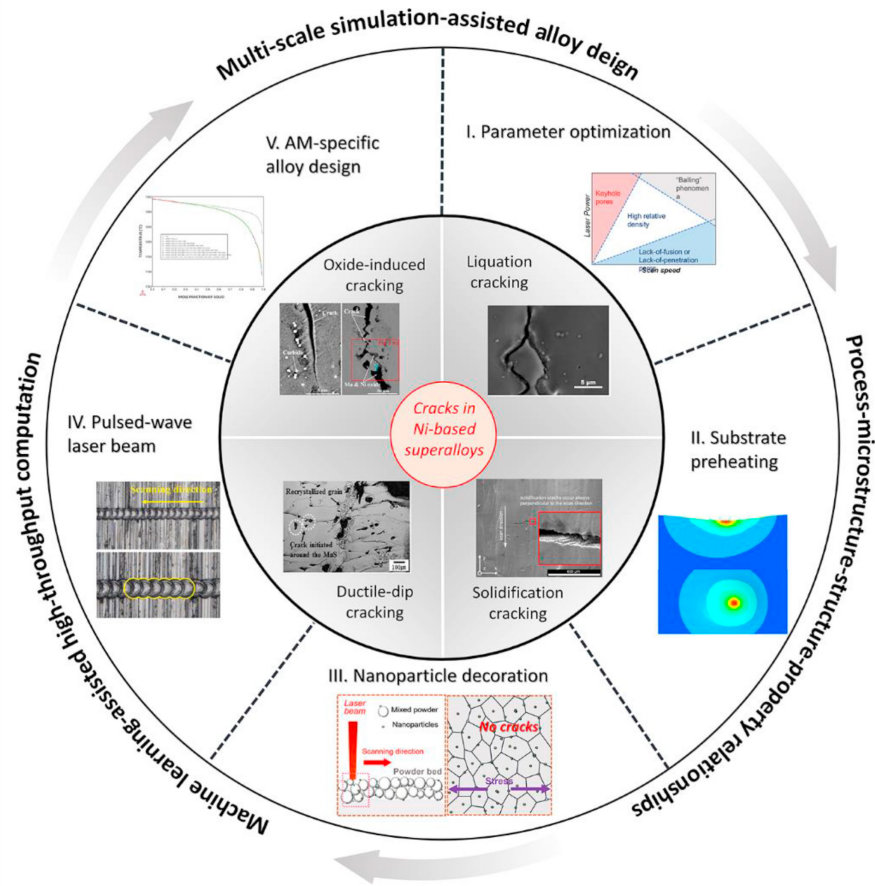 Multi-scale simulation-assisted alloy deign
Process-microstructure-structure-property relationships
Machine learning-assisted high-throughput computation
I. Parameter optimization
Laser Power
Keyhole
pores
"Balling"
phenomen
a
High relative
density
Lack-of-fusion or
Lack-of-penetration
Scan speed
II. Substrate
preheating
III. Nanoparticle decoration
Laser
beam
Mixed powder
Nanoparticles
Scanning direction
Powder bed
No cracks
Stress
IV. Pulsed-wave
laser beam
Scanning direction
V. AM-specific
alloy design
Oxide-induced
cracking
Crack
Carbide
Crack
Liquation
cracking
5 μm
Cracks in
Ni-based
superalloys
Recrystallized grain
Crack initiated
around the MnS
100μm
Ductile-dip
cracking
Solidification
cracking